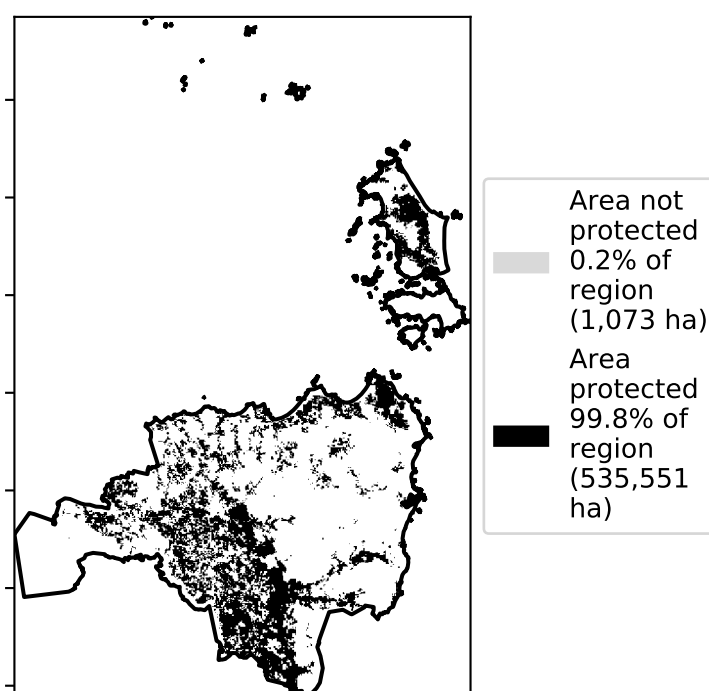 Area not
protected
0.2% of
region
(1,073 ha)
Area
protected
99.8% of
region
(535,551
ha)